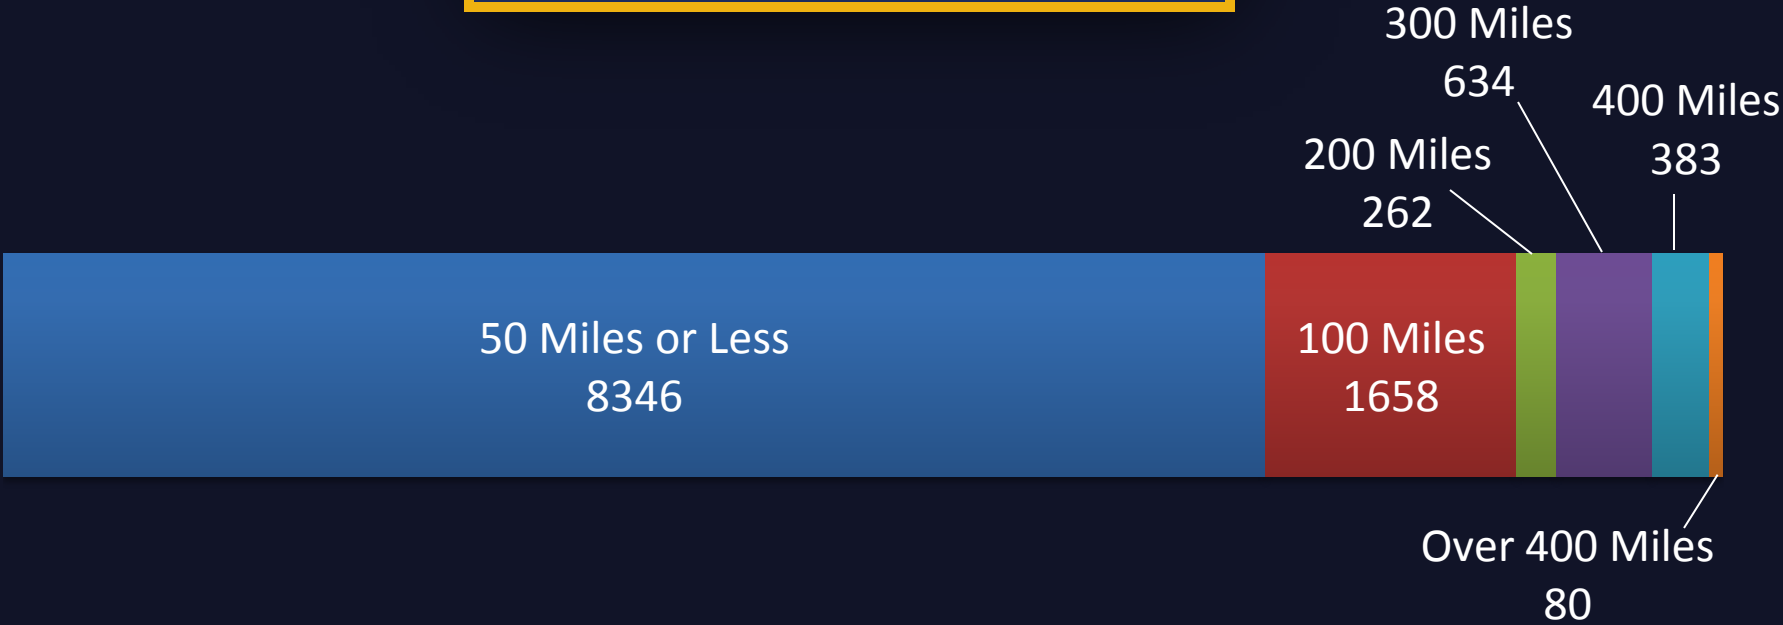 300 Miles
634
400 Miles
383
200 Miles
262
50 Miles or Less
8346
100 Miles
1658
Over 400 Miles
80